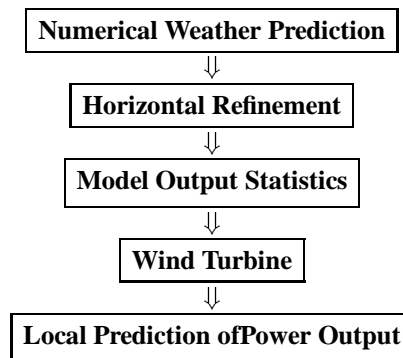 Numerical Weather Prediction
⇓
Horizontal Refinement
⇓
Model Output Statistics
⇓
Wind Turbine
⇓
Local Prediction ofPower Output